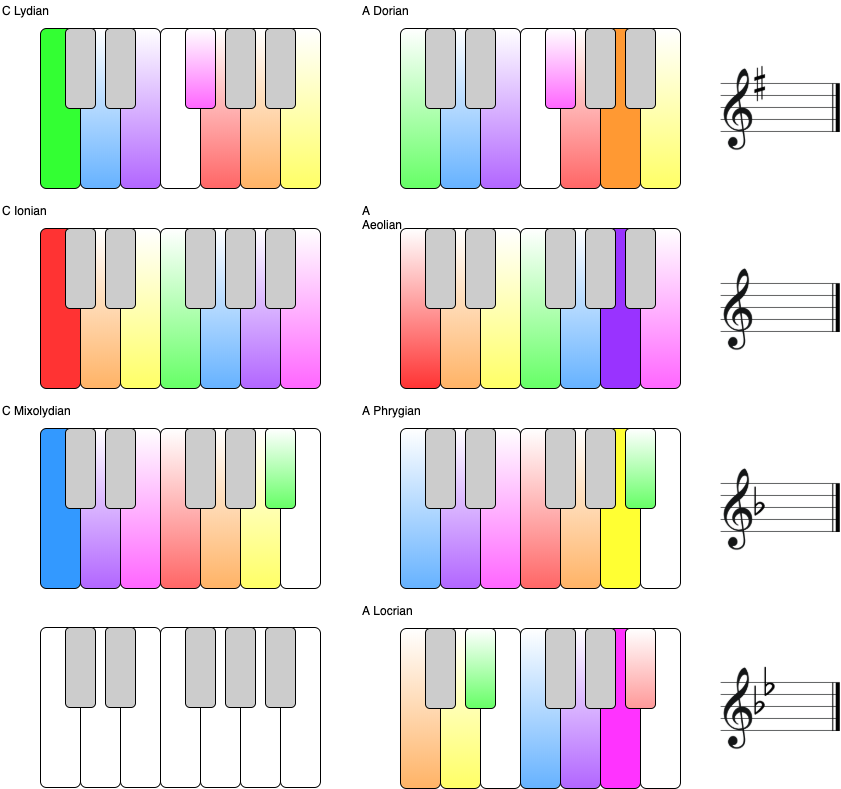 C Lydian
A Dorian
C Ionian
A
Aeolian
C Mixolydian
A Phrygian
A Locrian